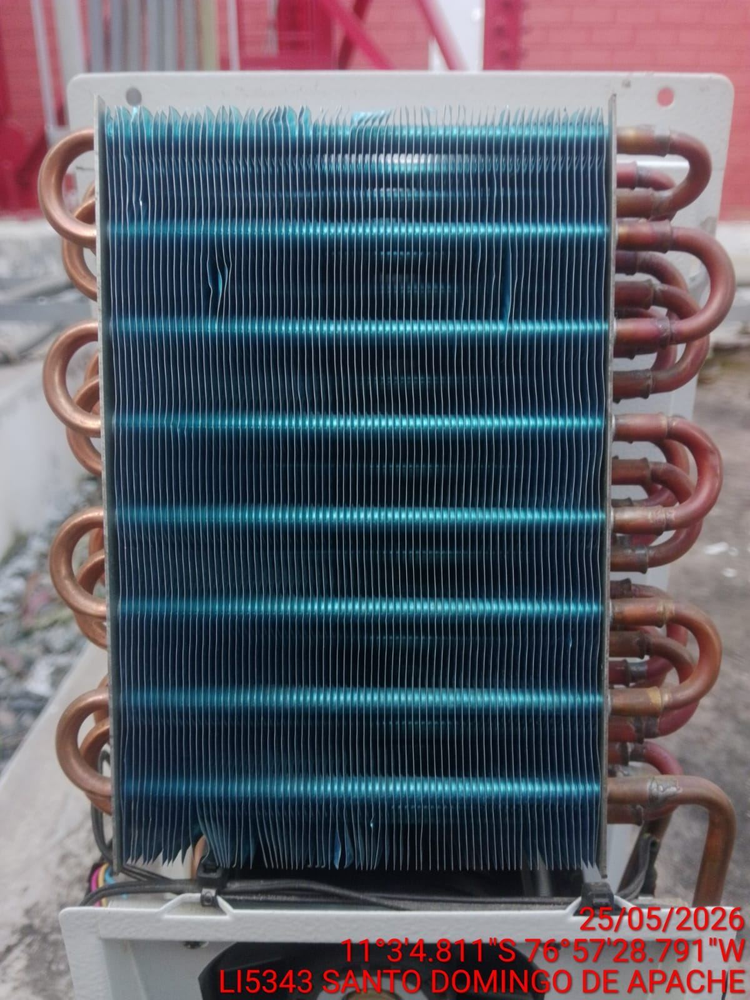 25/05/2026
11°3'4.811"S 76°57'28.791"W
LI5343 SANTO DOMINGO DE APACHE